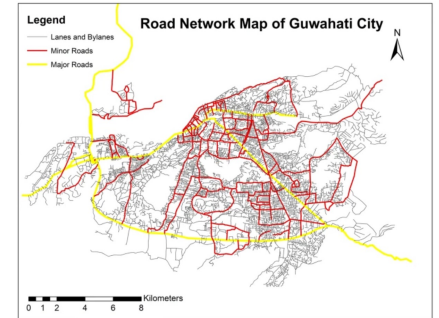 Legend
Road Network Map of Guwahati City
Lanes and Bylanes
Minor Roads
Major Roads
N
Kilometers
0 1 2 4 6 8